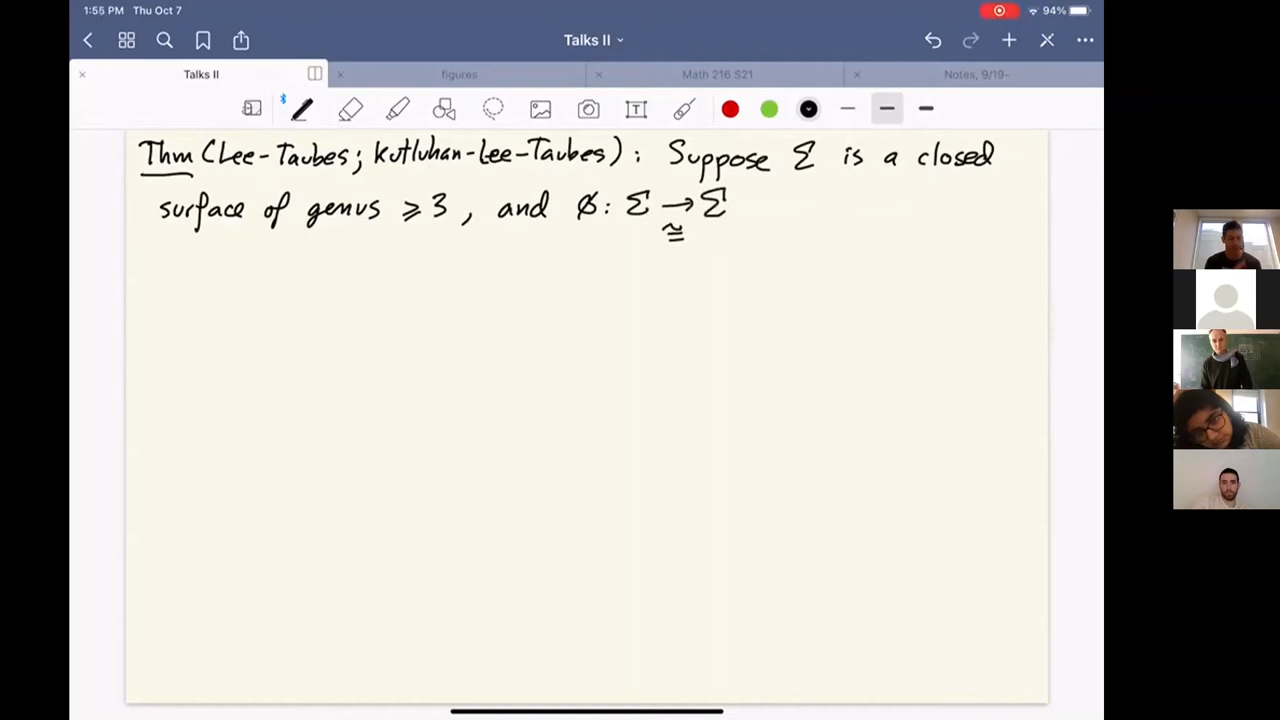 1:55 PM Thu Oct 7
94%
Talks II
Talks II
figures
Math 216 S21
Notes, 9/19-
Thm (Lee-Taubes; Kutluhan-Lee-Taubes): Suppose Σ is a closed
surface of genus ⩾ 3, and φ: Σ → Σ
≅